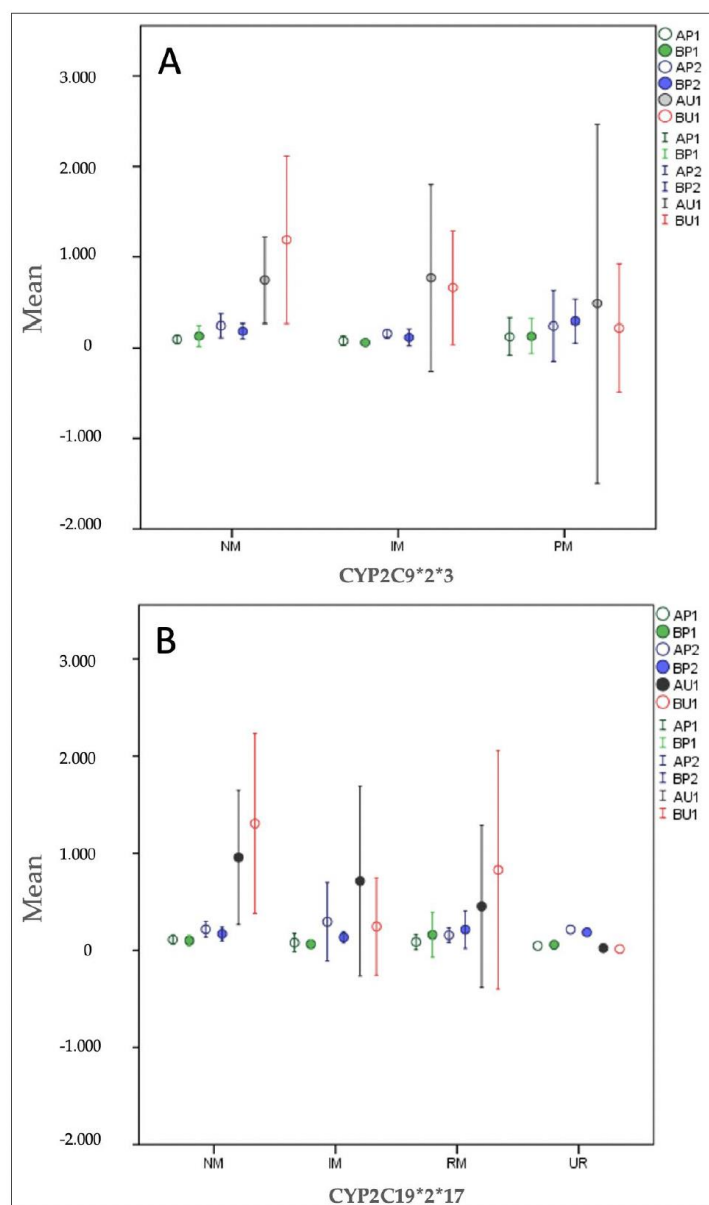 A
3.000
2.000
1.000
0
-1.000
-2.000
Mean
NM IM PM
CYP2C9*2*3
AP1
BP1
AP2
BP2
AU1
BU1
AP1
BP1
AP2
BP2
AU1
BU1
B
3.000
2.000
1.000
0
-1.000
-2.000
Mean
NM IM RM UR
CYP2C19*2*17
AP1
BP1
AP2
BP2
AU1
BU1
AP1
BP1
AP2
BP2
AU1
BU1